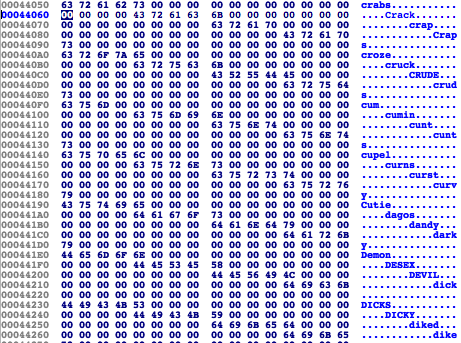 00044050 63 72 61 62 73 00 00 00 00 00 00 00 00 00 00 00 crabs...........
00044060 00 00 00 00 43 72 61 63 6B 00 00 00 00 00 00 00 ....Crack.......
00044070 00 00 00 00 00 00 00 00 63 72 61 70 00 00 00 00 ........crap....
00044080 00 00 00 00 00 00 00 00 00 00 00 00 43 72 61 70 ............Crap
00044090 73 00 00 00 00 00 00 00 00 00 00 00 00 00 00 00 s...............
000440A0 63 72 6F 7A 65 00 00 00 00 00 00 00 00 00 00 00 croze...........
000440B0 00 00 00 00 63 72 75 63 6B 00 00 00 00 00 00 00 ....cruck.......
000440C0 00 00 00 00 00 00 00 00 43 52 55 44 45 00 00 00 ........CRUDE...
000440D0 00 00 00 00 00 00 00 00 00 00 00 00 63 72 75 64 ............crud
000440E0 73 00 00 00 00 00 00 00 00 00 00 00 00 00 00 00 s...............
000440F0 63 75 6D 00 00 00 00 00 00 00 00 00 00 00 00 00 cum.............
00044100 00 00 00 00 63 75 6D 69 6E 00 00 00 00 00 00 00 ....cumin.......
00044110 00 00 00 00 00 00 00 00 63 75 6E 74 00 00 00 00 ........cunt....
00044120 00 00 00 00 00 00 00 00 00 00 00 00 63 75 6E 74 ............cunt
00044130 73 00 00 00 00 00 00 00 00 00 00 00 00 00 00 00 s...............
00044140 63 75 70 65 6C 00 00 00 00 00 00 00 00 00 00 00 cupel...........
00044150 00 00 00 00 63 75 72 6E 73 00 00 00 00 00 00 00 ....curns.......
00044160 00 00 00 00 00 00 00 00 63 75 72 73 74 00 00 00 ........curst...
00044170 00 00 00 00 00 00 00 00 00 00 00 00 63 75 72 76 ............curv
00044180 79 00 00 00 00 00 00 00 00 00 00 00 00 00 00 00 y...............
00044190 43 75 74 69 65 00 00 00 00 00 00 00 00 00 00 00 Cutie...........
000441A0 00 00 00 00 64 61 67 6F 73 00 00 00 00 00 00 00 ....dagos.......
000441B0 00 00 00 00 00 00 00 00 64 61 6E 64 79 00 00 00 ........dandy...
000441C0 00 00 00 00 00 00 00 00 00 00 00 00 64 61 72 6B ............dark
000441D0 79 00 00 00 00 00 00 00 00 00 00 00 00 00 00 00 y...............
000441E0 44 65 6D 6F 6E 00 00 00 00 00 00 00 00 00 00 00 Demon...........
000441F0 00 00 00 00 44 45 53 45 58 00 00 00 00 00 00 00 ....DESEX.......
00044200 00 00 00 00 00 00 00 00 44 45 56 49 4C 00 00 00 ........DEVIL...
00044210 00 00 00 00 00 00 00 00 00 00 00 00 64 69 63 6B ............dick
00044220 00 00 00 00 00 00 00 00 00 00 00 00 00 00 00 00 ................
00044230 44 49 43 4B 53 00 00 00 00 00 00 00 00 00 00 00 DICKS...........
00044240 00 00 00 00 44 49 43 4B 59 00 00 00 00 00 00 00 ....DICKY.......
00044250 00 00 00 00 00 00 00 00 64 69 6B 65 64 00 00 00 ........diked...
00044260 00 00 00 00 00 00 00 00 00 00 00 00 64 69 6B 65 ............dike